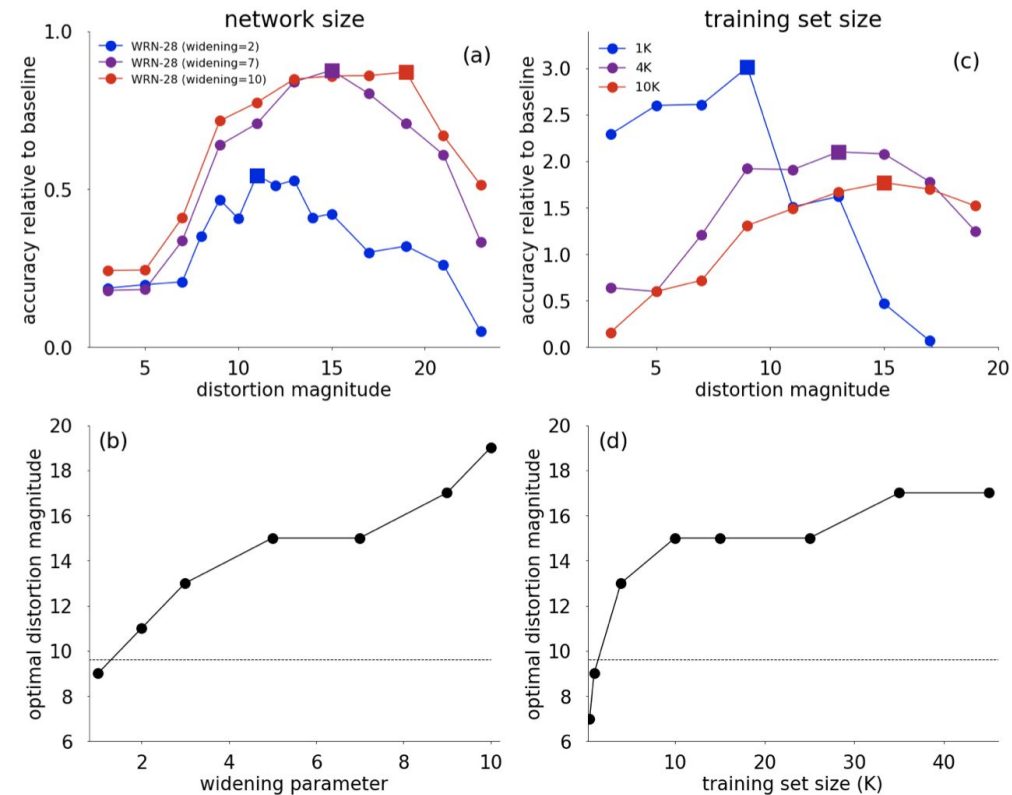 network size
accuracy relative to baseline
1.0
0.5
0.0
WRN-28 (widening=2)
WRN-28 (widening=7)
WRN-28 (widening=10)
(a)
5 10 15 20
distortion magnitude
training set size
accuracy relative to baseline
3.0
2.5
2.0
1.5
1.0
0.5
0.0
1K
4K
10K
(c)
5 10 15 20
distortion magnitude
optimal distortion magnitude
20
18
16
14
12
10
8
6
(b)
2 4 6 8 10
widening parameter
optimal distortion magnitude
20
18
16
14
12
10
8
6
(d)
10 20 30 40
training set size (K)